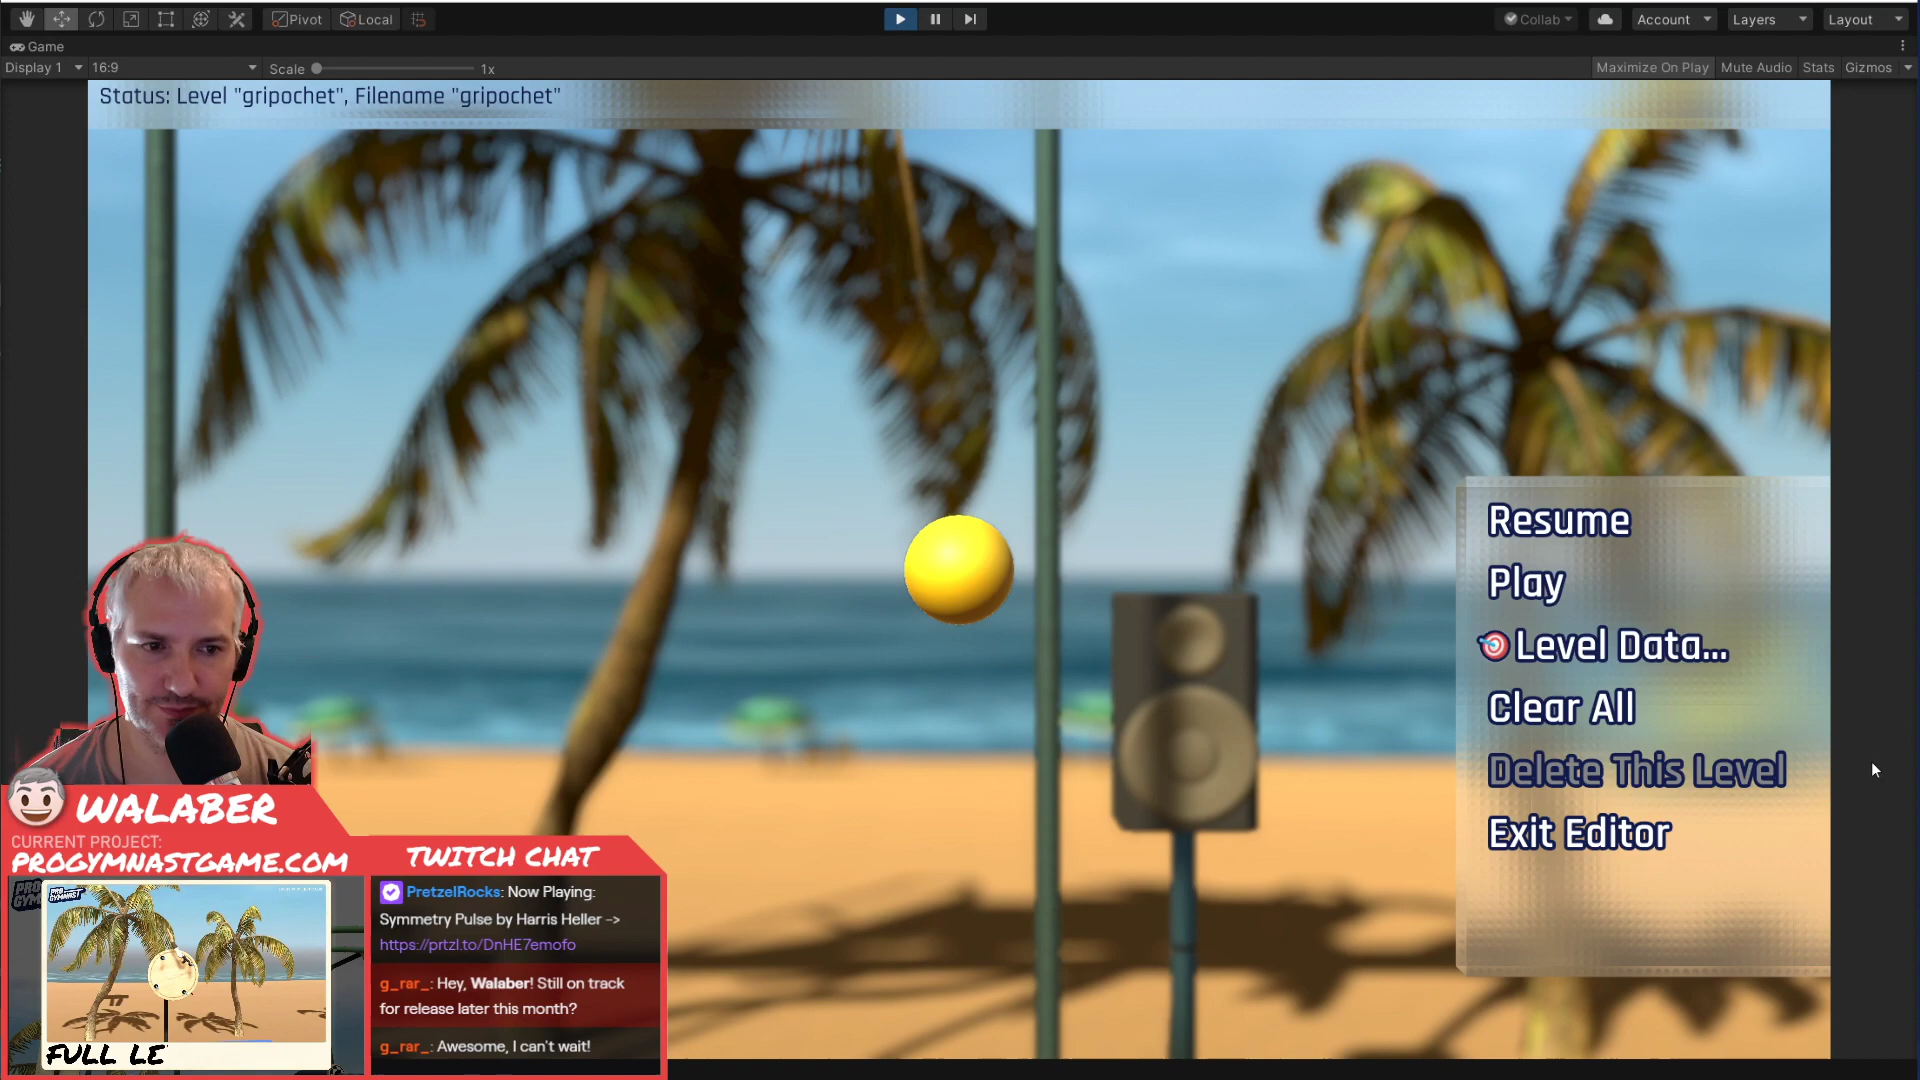 Pivot
Local
Collab
Account
Layers
Layout
Game
Display 1
16:9
Scale
1x
Maximize On Play
Mute Audio
Stats
Gizmos
Status: Level "gripochet", Filename "gripochet"
Resume
Play
Level Data...
Clear All
Delete This Level
Exit Editor
WALABER
CURRENT PROJECT:
PROGYMNASTGAME.COM
FULL LE
TWITCH CHAT
PretzelRocks: Now Playing:
Symmetry Pulse by Harris Heller ->
https://prtzl.to/DnHE7emofo
g_rar_: Hey, Walaber! Still on track
for release later this month?
g_rar_: Awesome, I can't wait!